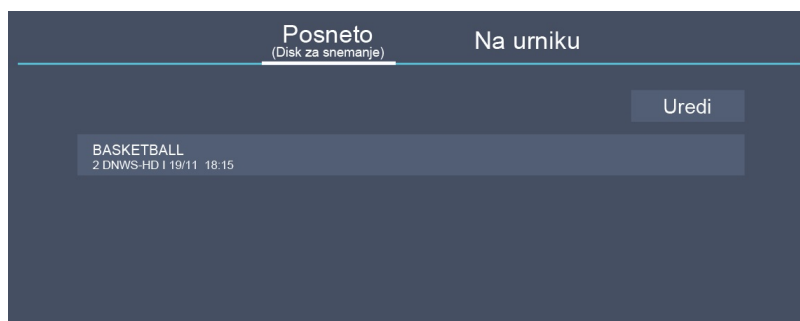 Posneto
(Disk za snemanje)
Na urniku
Uredi
BASKETBALL
2 DNWS-HD I 19/11 18:15